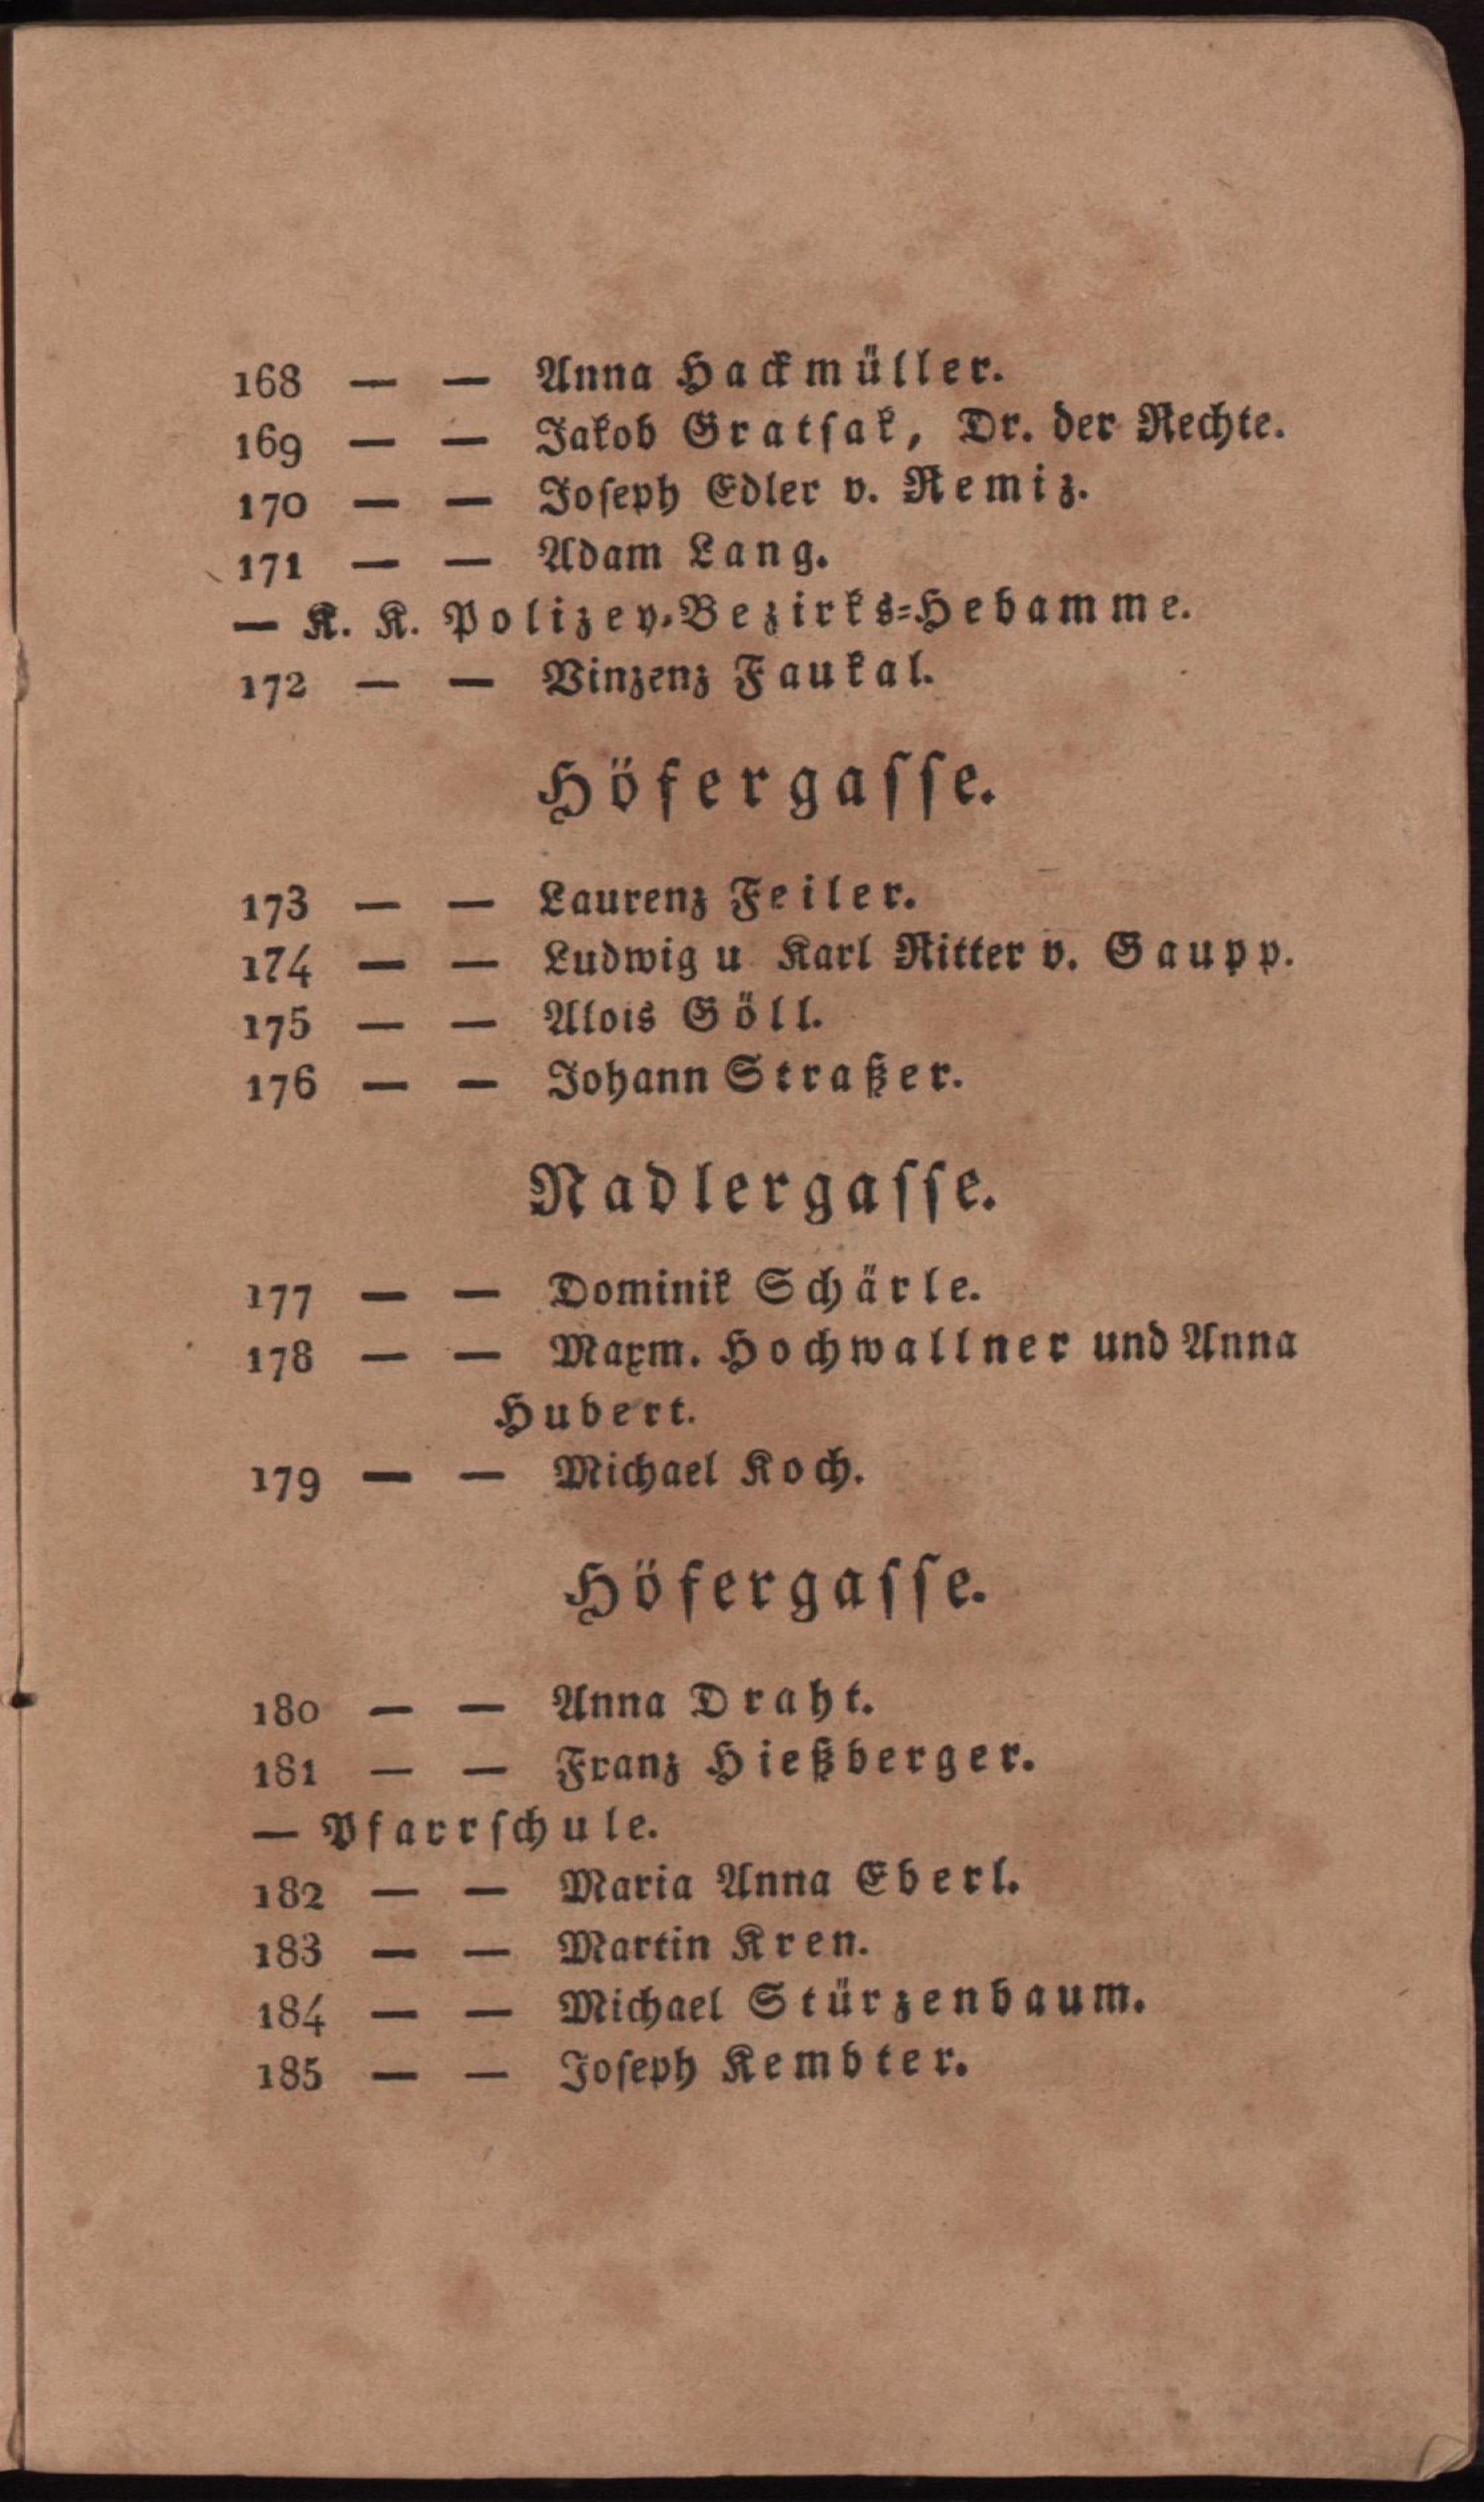 168 — — Anna Hackmüller.
169 — — Jakob Gratsak, Dr. der Rechte.
170 — — Joseph Edler v. Remiz.
171 — — Adam Lang.
— K. K. Polizey-Bezirks-Hebamme.
172 — — Vinzenz Faukal.
Höfergasse.
173 — — Laurenz Feiler.
174 — — Ludwig u Karl Ritter v. Gaupp.
175 — — Alois Göll.
176 — — Johann Straßer.
Nadlergasse.
177 — — Dominik Schärle.
178 — — Maxm. Hochwallner und Anna
Hubert.
179 — — Michael Koch.
Höfergasse.
180 — — Anna Draht.
181 — — Franz Hießberger.
— Pfarrschule.
182 — — Maria Anna Eberl.
183 — — Martin Kren.
184 — — Michael Stürzenbaum.
185 — — Joseph Kembter.